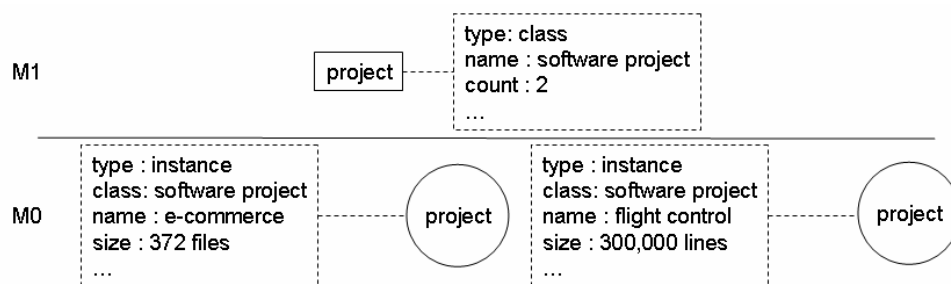 M1
project
type: class
name : software project
count : 2
...
M0
type : instance
class: software project
name : e-commerce
size : 372 files
...
project
type : instance
class: software project
name : flight control
size : 300,000 lines
...
project